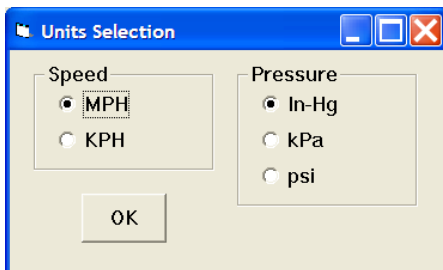 Units Selection
Speed
MPH
KPH
OK
Pressure
In-Hg
kPa
psi